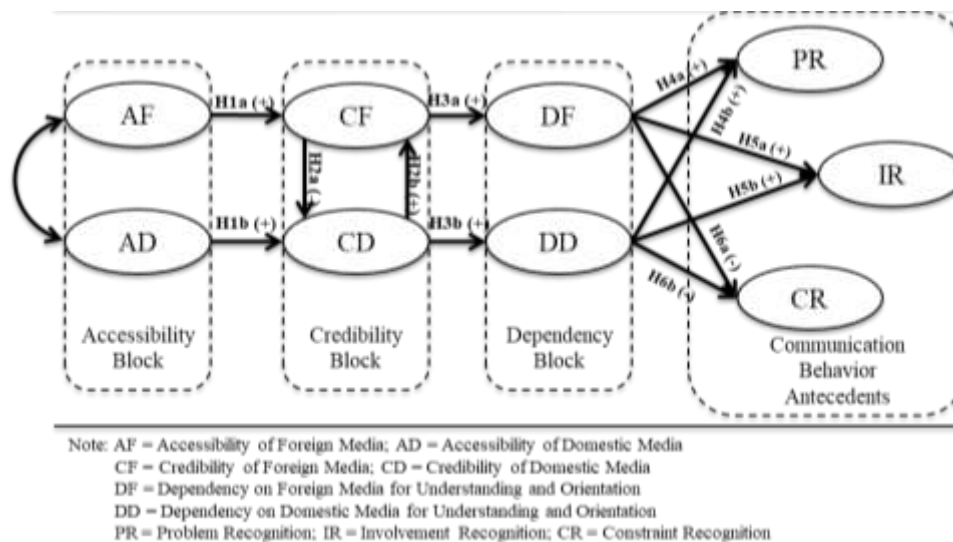 PR
H4a (+)
H4b (+)
AF
H1a (+)
CF
H3a (+)
DF
H5a (+)
IR
H2a (-)
H2b (+)
H5b (+)
AD
H1b (+)
CD
H3b (+)
DD
H6a (-)
H6b (-)
CR
Accessibility
Block
Credibility
Block
Dependency
Block
Communication
Behavior
Antecedents
Note: AF = Accessibility of Foreign Media; AD = Accessibility of Domestic Media
CF = Credibility of Foreign Media; CD = Credibility of Domestic Media
DF = Dependency on Foreign Media for Understanding and Orientation
DD = Dependency on Domestic Media for Understanding and Orientation
PR = Problem Recognition; IR = Involvement Recognition; CR = Constraint Recognition